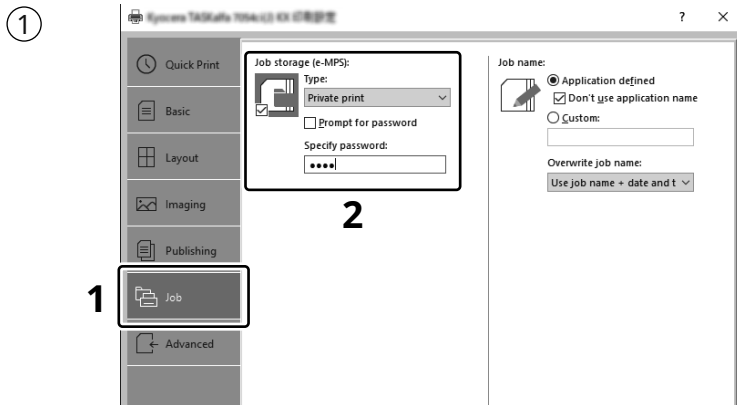 1
?
Quick Print
Basic
Layout
Imaging
Publishing
1
Job
Advanced
Job storage (e-MPS):
Type:
Private print
Prompt for password
Specify password:
••••
2
Job name:
Application defined
Don't use application name
Custom:
Overwrite job name:
Use job name + date and t